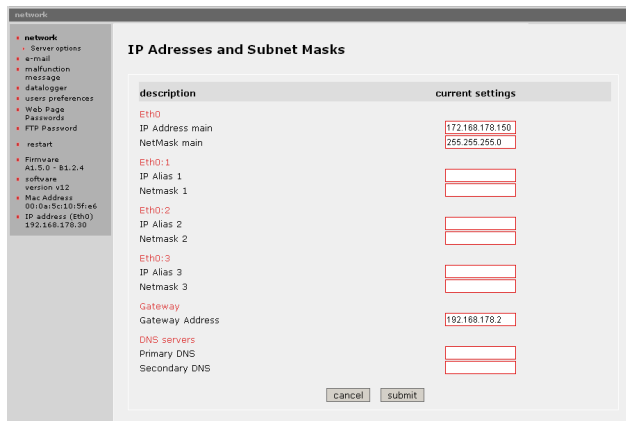 network
network
Server options
e-mail
malfunction
message
datalogger
users preferences
Web Page
Passwords
FTP Password
restart
Firmware
A1.5.0 - B1.2.4
software
version v12
Mac Address
00:0a:5c:10:5f:e6
IP address (Eth0)
192.168.178.30
IP Adresses and Subnet Masks
description current settings
Eth0
IP Address main 172.168.178.150
NetMask main 255.255.255.0
Eth0:1
IP Alias 1
Netmask 1
Eth0:2
IP Alias 2
Netmask 2
Eth0:3
IP Alias 3
Netmask 3
Gateway
Gateway Address 192.168.178.2
DNS servers
Primary DNS
Secondary DNS
cancel submit